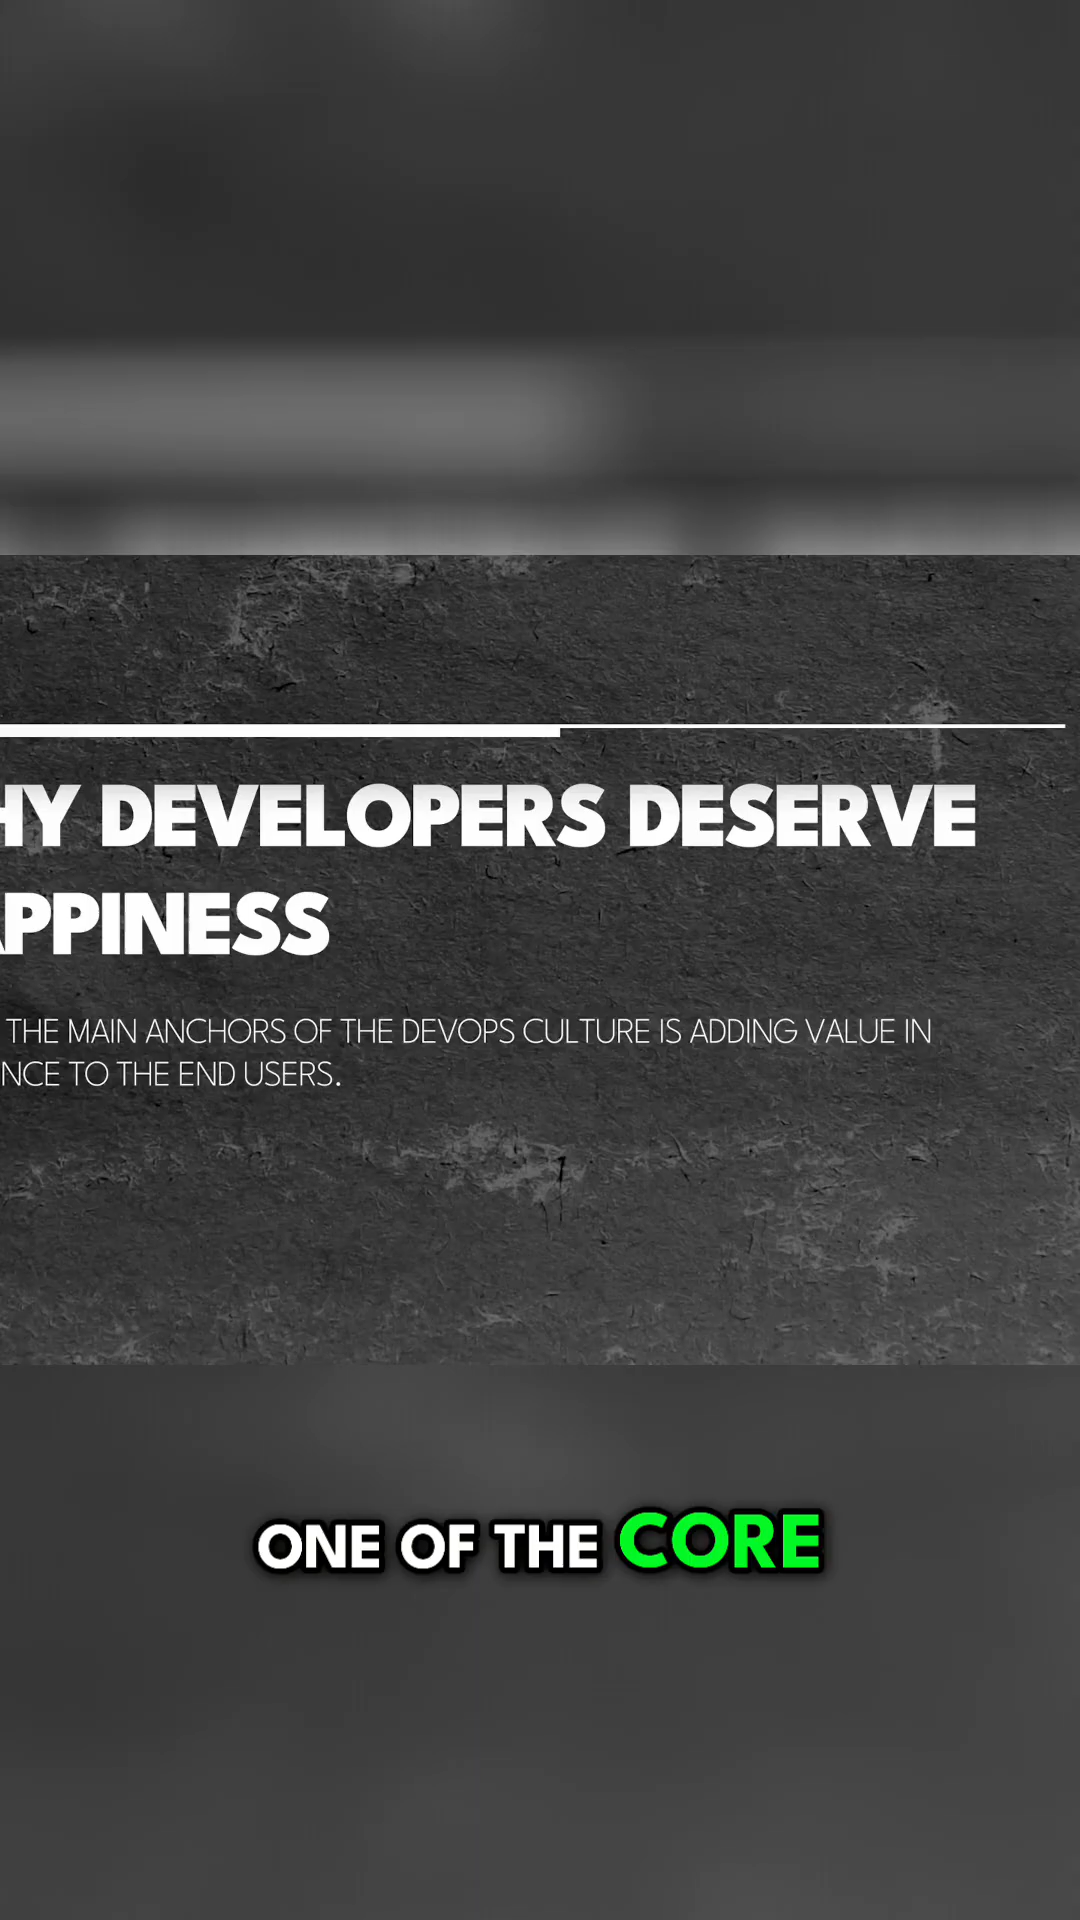 HY DEVELOPERS DESERVE
APPINESS
THE MAIN ANCHORS OF THE DEVOPS CULTURE IS ADDING VALUE IN
NCE TO THE END USERS.
ONE OF THE CORE